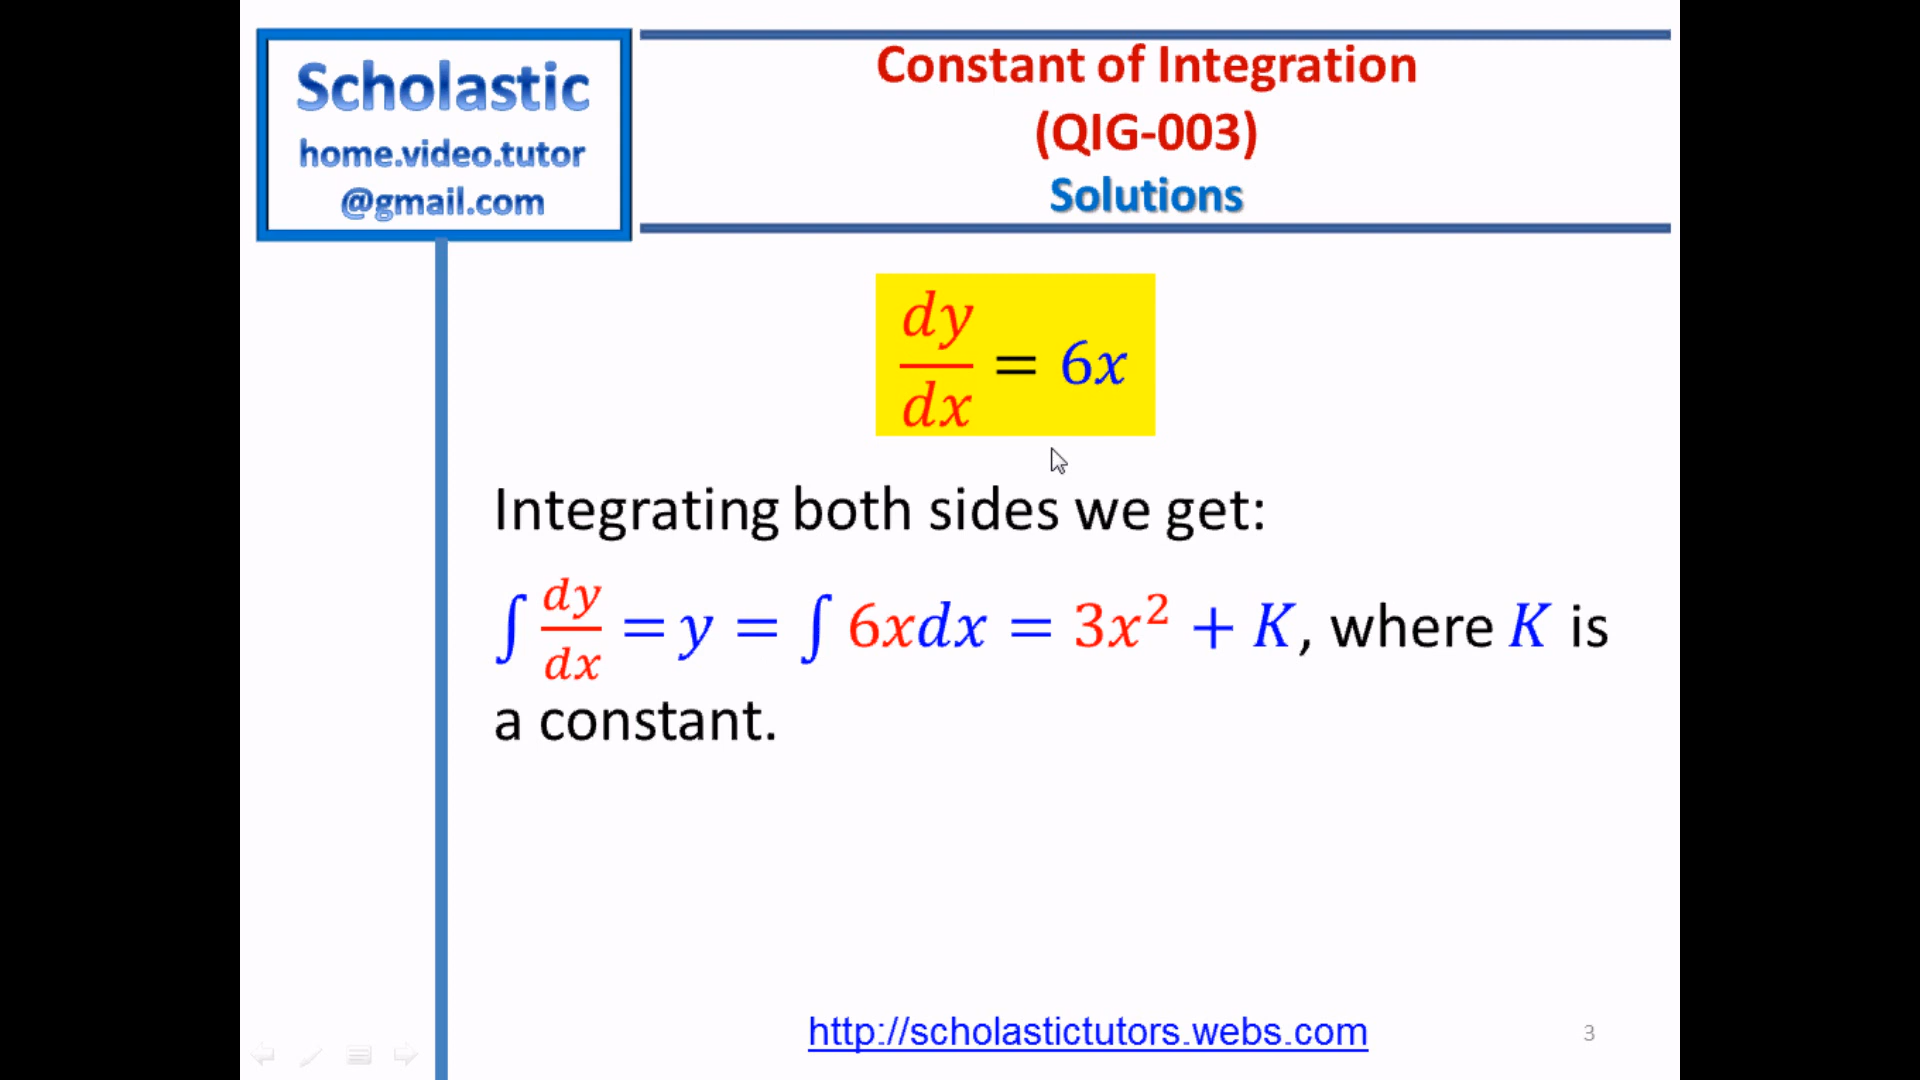 Scholastic
home.video.tutor
@gmail.com
Constant of Integration
(QIG-003)
Solutions
dy/dx = 6x
Integrating both sides we get:
∫ dy/dx = y = ∫ 6xdx = 3x² + K, where K is
a constant.
http://scholastictutors.webs.com
3